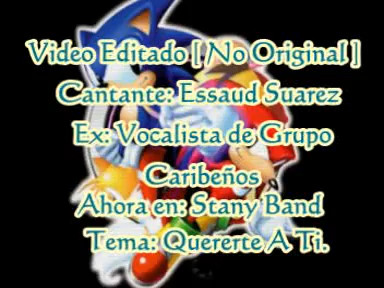 Video Editado [ No Original ]
Cantante: Essaud Suarez
Ex: Vocalista de Grupo
Caribeños
Ahora en: Stany Band
Tema: Quererte A Ti.